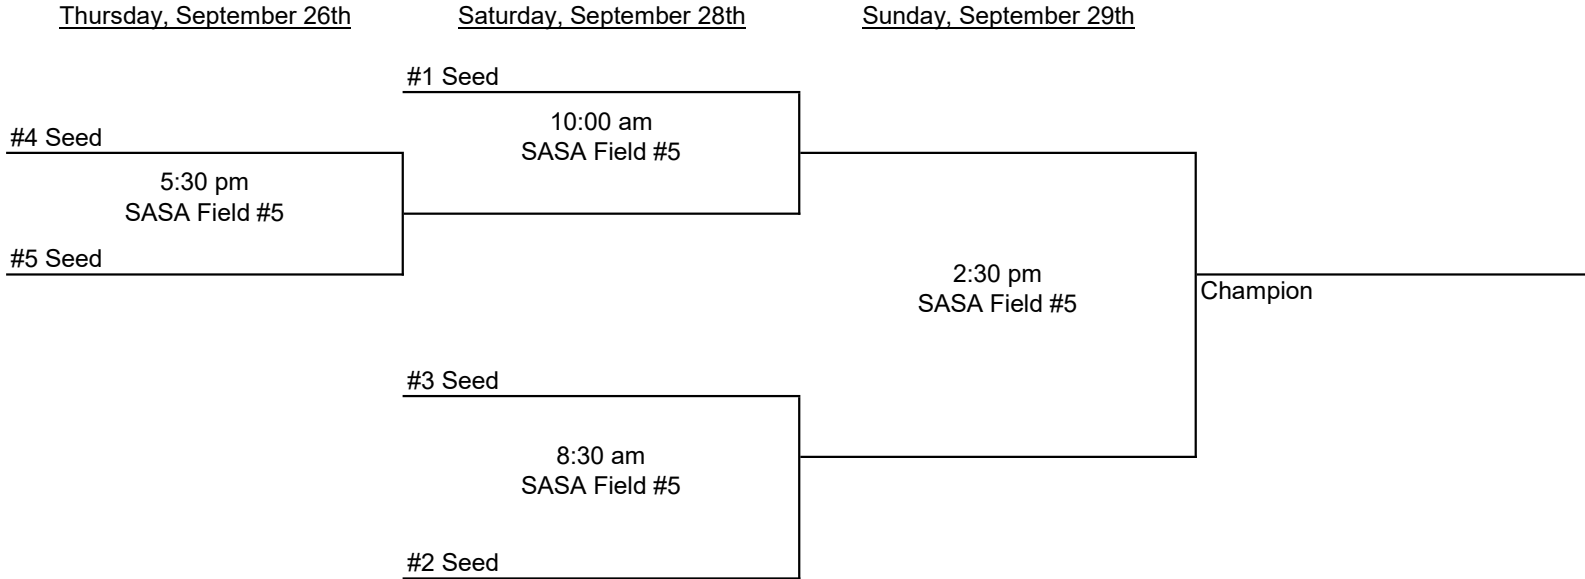 Thursday, September 26th
Saturday, September 28th
Sunday, September 29th
#1 Seed
10:00 am
SASA Field #5
#4 Seed
5:30 pm
SASA Field #5
#5 Seed
2:30 pm
SASA Field #5
Champion
#3 Seed
8:30 am
SASA Field #5
#2 Seed